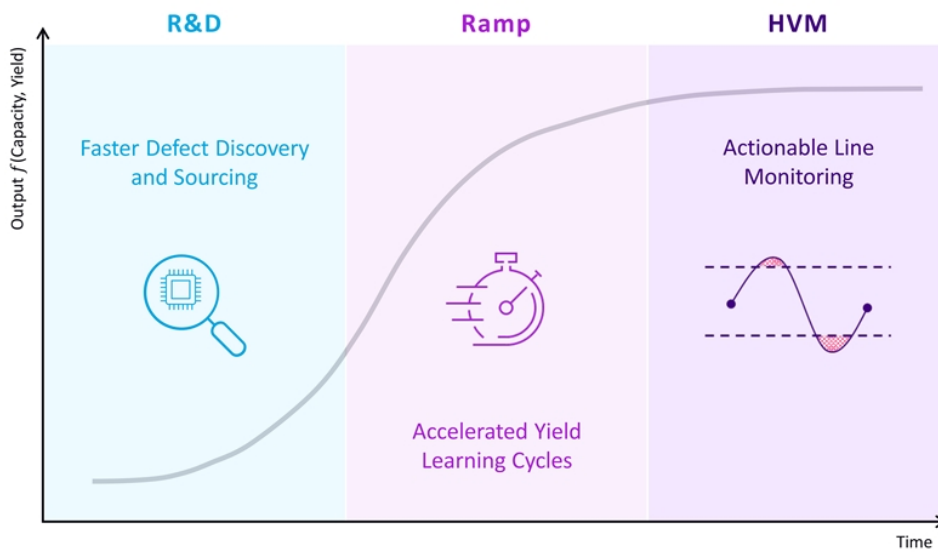 R&D
Ramp
HVM
Output f (Capacity, Yield)
Faster Defect Discovery
and Sourcing
Accelerated Yield
Learning Cycles
Actionable Line
Monitoring
Time